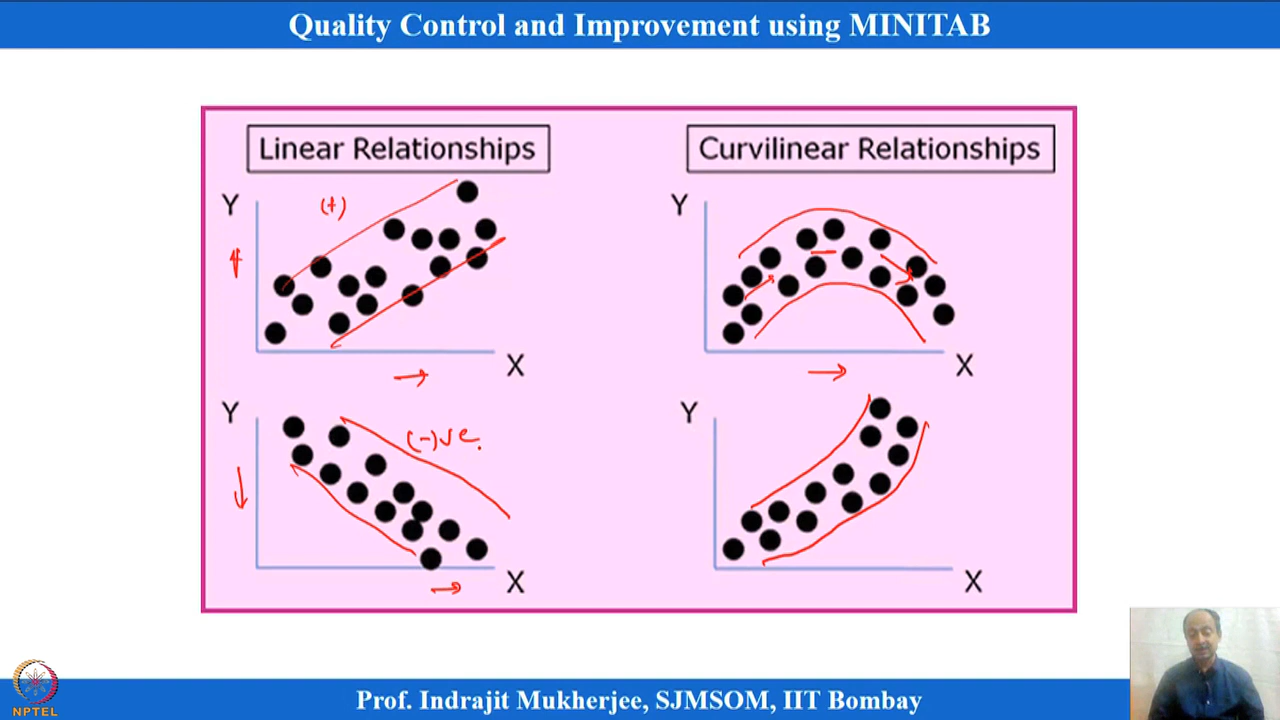 Quality Control and Improvement using MINITAB
Linear Relationships
Curvilinear Relationships
Y
(+)
X
Y
X
Y
(-)ve.
X
Y
X
NPTEL
Prof. Indrajit Mukherjee, SJMSOM, IIT Bombay